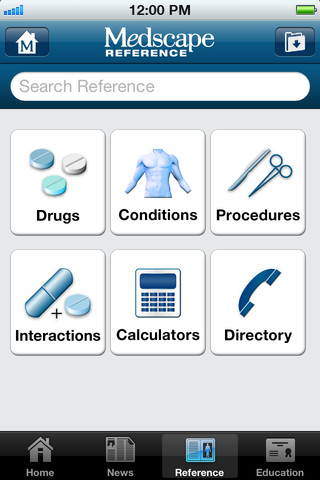 12:00 PM
M
Medscape®
REFERENCE
Search Reference
Drugs
Conditions
Procedures
+
Interactions
Calculators
Directory
Home
News
Reference
Education